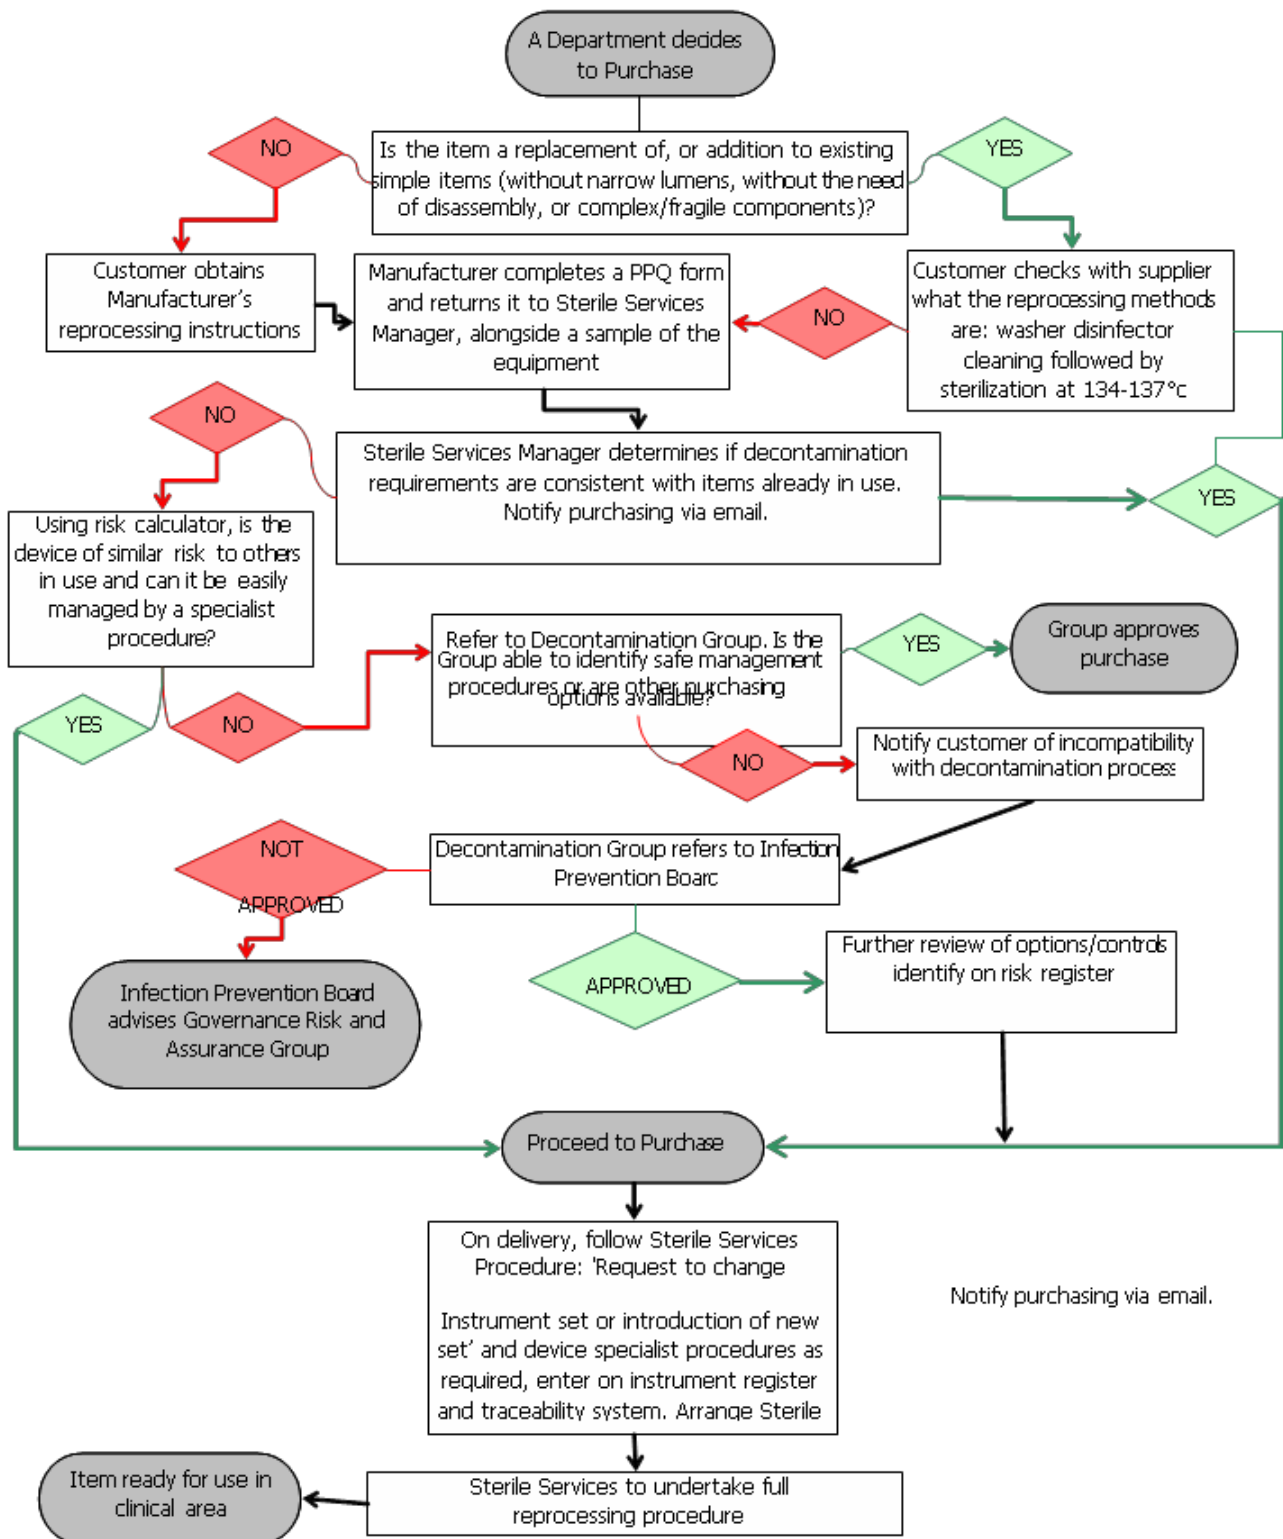 A Department decides
to Purchase
NO
Is the item a replacement of, or addition to existing
simple items (without narrow lumens, without the need
of disassembly, or complex/fragile components)?
YES
Customer obtains
Manufacturer's
reprocessing instructions
Manufacturer completes a PPQ form
and returns it to Sterile Services
Manager, alongside a sample of the
equipment
NO
Customer checks with supplier
what the reprocessing methods
are: washer disinfector
cleaning followed by
sterilization at 134-137°c
NO
Sterile Services Manager determines if decontamination
requirements are consistent with items already in use.
Notify purchasing via email.
YES
Using risk calculator, is the
device of similar risk to others
in use and can it be easily
managed by a specialist
procedure?
Refer to Decontamination Group. Is the
Group able to identify safe management
procedures or are other purchasing
options available?
YES
Group approves
purchase
YES
NO
NO
Notify customer of incompatibility
with decontamination process
NOT
APPROVED
Decontamination Group refers to Infection
Prevention Board
APPROVED
Further review of options/controls
identify on risk register
Infection Prevention Board
advises Governance Risk and
Assurance Group
Proceed to Purchase
On delivery, follow Sterile Services
Procedure: 'Request to change
Instrument set or introduction of new
set' and device specialist procedures as
required, enter on instrument register
and traceability system. Arrange Sterile
Notify purchasing via email.
Item ready for use in
clinical area
Sterile Services to undertake full
reprocessing procedure